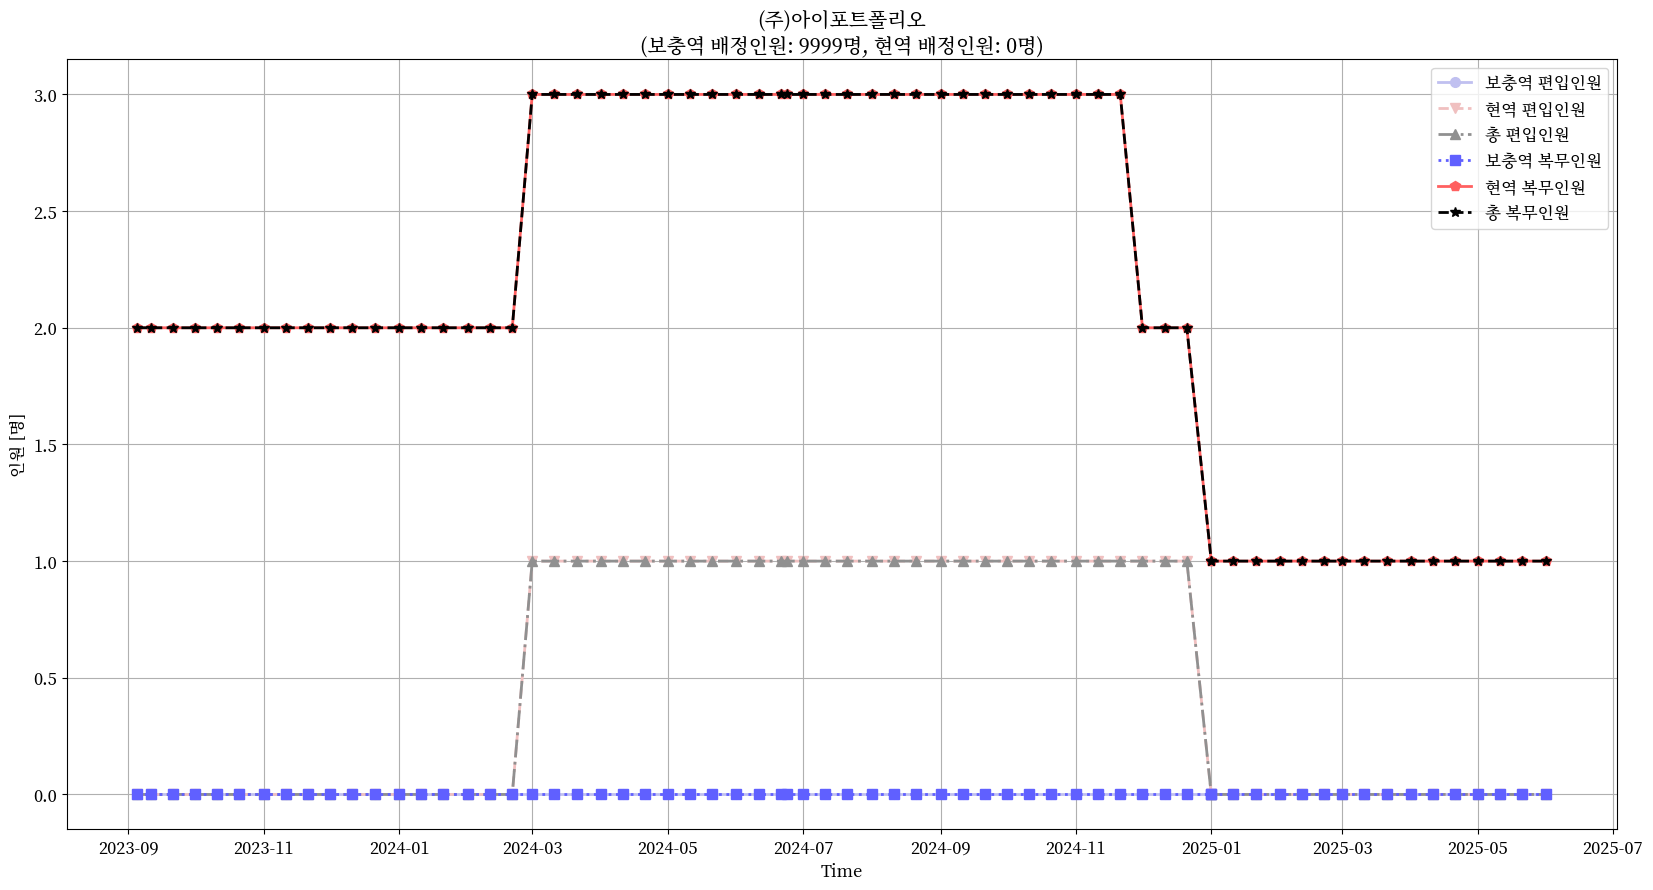 (주)아이포트폴리오
(보충역 배정인원: 9999명, 현역 배정인원: 0명)
보충역 편입인원
현역 편입인원
총 편입인원
보충역 복무인원
현역 복무인원
총 복무인원
인원 [명]
3.0
2.5
2.0
1.5
1.0
0.5
0.0
2023-09 2023-11 2024-01 2024-03 2024-05 2024-07 2024-09 2024-11 2025-01 2025-03 2025-05 2025-07
Time